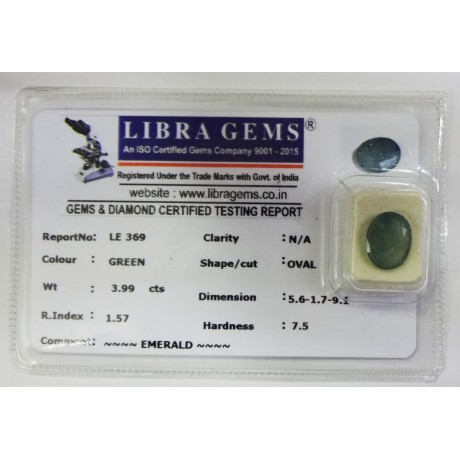 LIBRA GEMS®
An ISO Certified Gems Company 9001 - 2015
Registered Under the Trade Marks with Govt. of India
website : www.libragems.co.in
GEMS & DIAMOND CERTIFIED TESTING REPORT
ReportNo: LE 369 Clarity : N/A
Colour : GREEN Shape/cut : OVAL
Wt : 3.99 cts Dimension : 5.6-1.7-9.1
R.Index : 1.57 Hardness : 7.5
Comment: ~~~~ EMERALD ~~~~